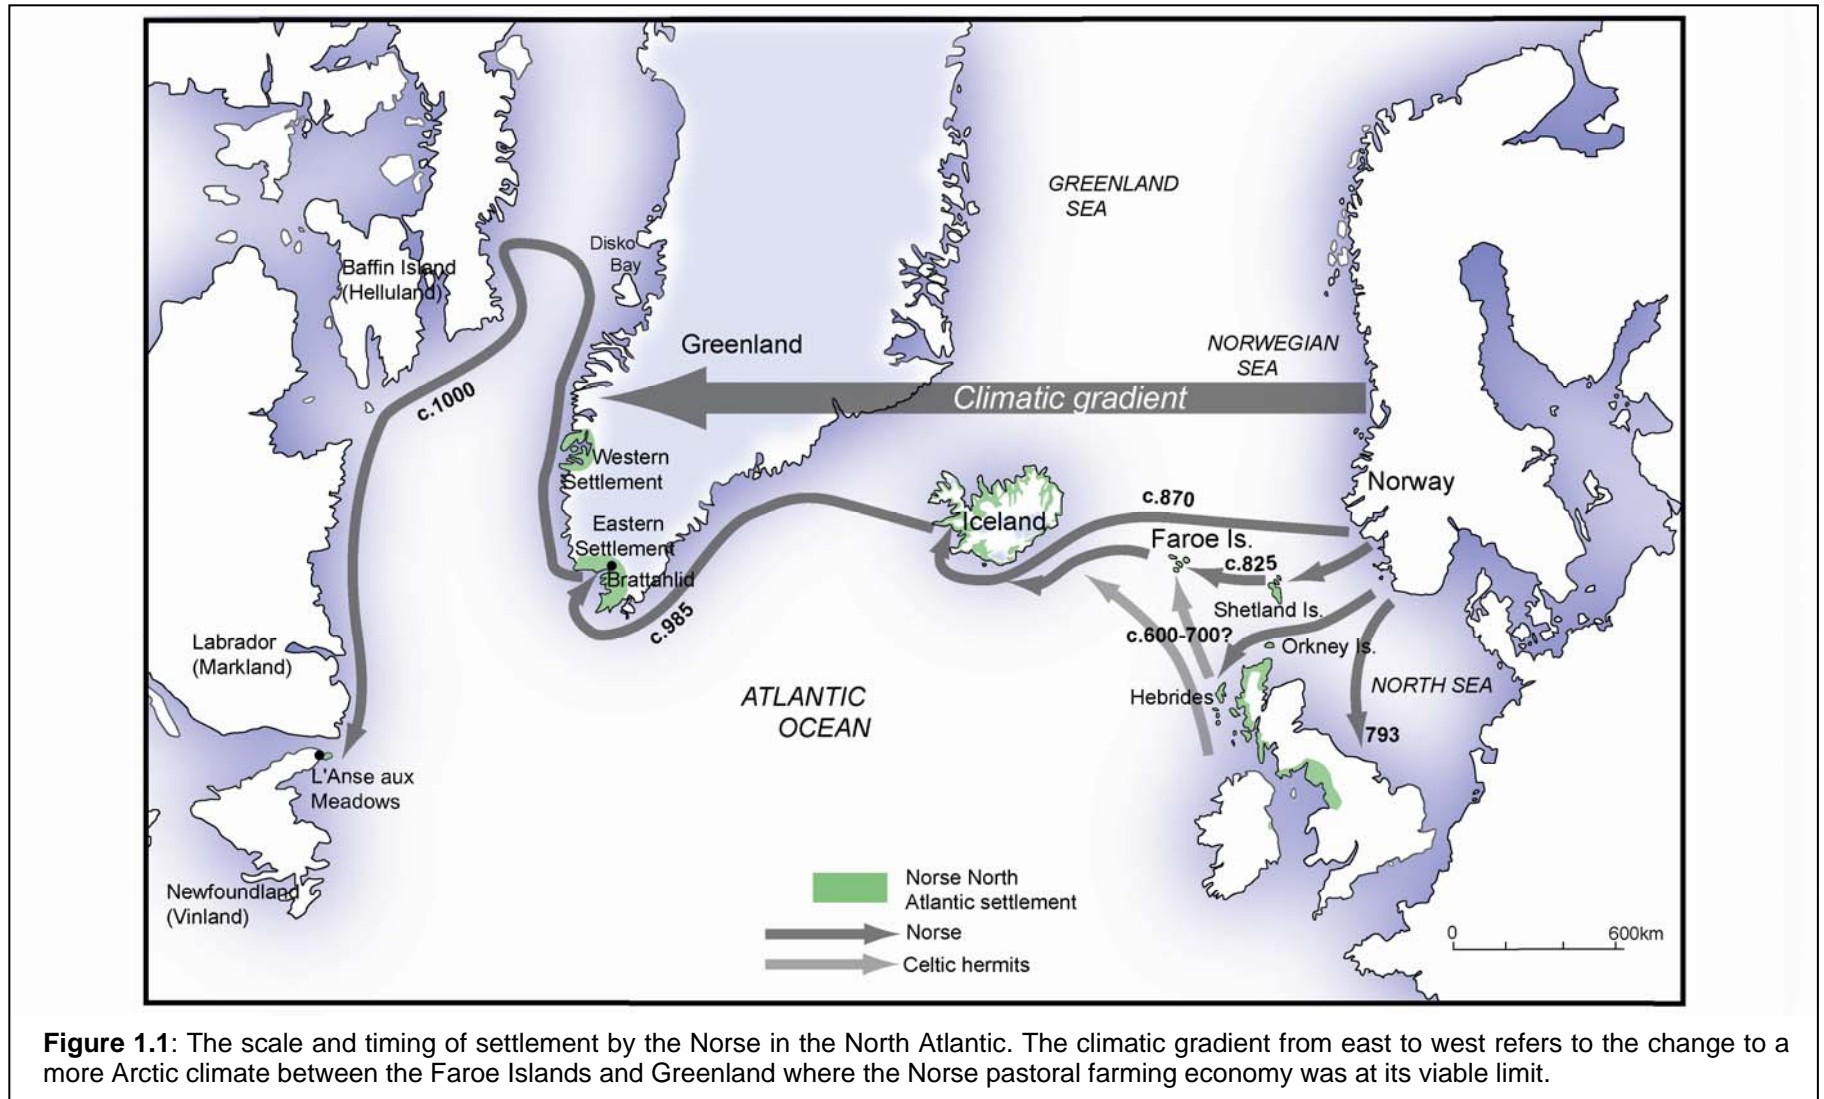 GREENLAND
SEA
Disko
Bay
Baffin Island
(Helluland)
Greenland
NORWEGIAN
SEA
Climatic gradient
c.1000
Western
Settlement
Norway
c.870
Eastern
Settlement
Iceland
Faroe Is.
c.825
Brattahlid
Shetland Is.
c.985
c.600-700?
Orkney Is.
Labrador
(Markland)
Hebrides
NORTH SEA
ATLANTIC
OCEAN
793
L'Anse aux
Meadows
Newfoundland
(Vinland)
Norse North
Atlantic settlement
Norse
Celtic hermits
0 600km
Figure 1.1: The scale and timing of settlement by the Norse in the North Atlantic. The climatic gradient from east to west refers to the change to a
more Arctic climate between the Faroe Islands and Greenland where the Norse pastoral farming economy was at its viable limit.